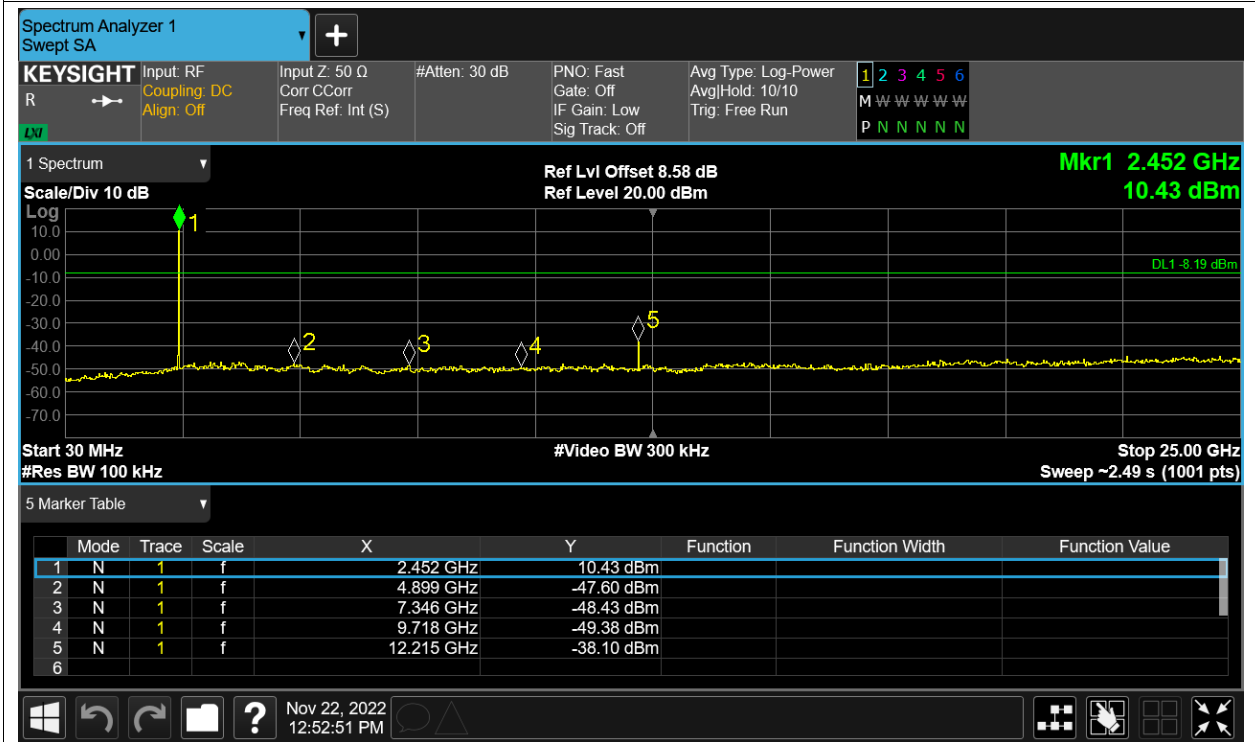 Spectrum Analyzer 1
Swept SA
+
KEYSIGHT
R
LXI
Input: RF
Coupling: DC
Align: Off
Input Z: 50 Ω
Corr CCorr
Freq Ref: Int (S)
#Atten: 30 dB
PNO: Fast
Gate: Off
IF Gain: Low
Sig Track: Off
Avg Type: Log-Power
Avg|Hold: 10/10
Trig: Free Run
1 2 3 4 5 6
M W W W W W
P N N N N N
1 Spectrum
Scale/Div 10 dB
Ref Lvl Offset 8.58 dB
Ref Level 20.00 dBm
Mkr1 2.452 GHz
10.43 dBm
Log
10.0
0.00
-10.0
-20.0
-30.0
-40.0
-50.0
-60.0
-70.0
1
2
3
4
5
DL1 -8.19 dBm
Start 30 MHz
#Video BW 300 kHz
Stop 25.00 GHz
#Res BW 100 kHz
Sweep ~2.49 s (1001 pts)
5 Marker Table
Mode Trace Scale X Y Function Function Width Function Value
1 N 1 f 2.452 GHz 10.43 dBm
2 N 1 f 4.899 GHz -47.60 dBm
3 N 1 f 7.346 GHz -48.43 dBm
4 N 1 f 9.718 GHz -49.38 dBm
5 N 1 f 12.215 GHz -38.10 dBm
6
?
Nov 22, 2022
12:52:51 PM